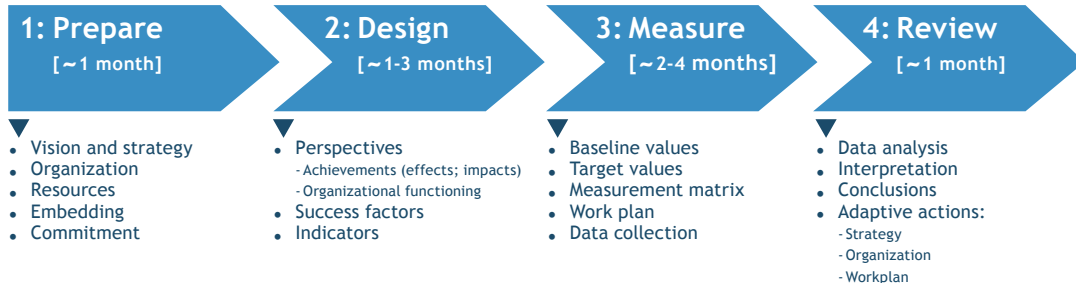 1: Prepare
[~1 month]
2: Design
[~1-3 months]
3: Measure
[~2-4 months]
4: Review
[~1 month]
• Vision and strategy
• Organization
• Resources
• Embedding
• Commitment
• Perspectives
- Achievements (effects; impacts)
- Organizational functioning
• Success factors
• Indicators
• Baseline values
• Target values
• Measurement matrix
• Work plan
• Data collection
• Data analysis
• Interpretation
• Conclusions
• Adaptive actions:
- Strategy
- Organization
- Workplan